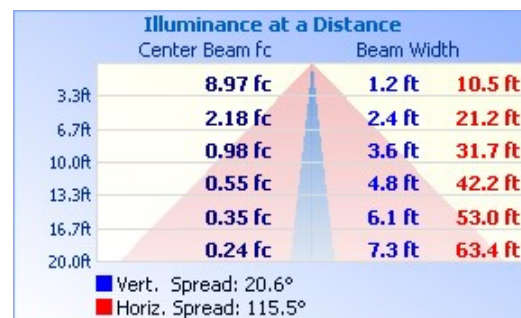 Illuminance at a Distance
Center Beam fc Beam Width
3.3ft 8.97 fc 1.2 ft 10.5 ft
6.7ft 2.18 fc 2.4 ft 21.2 ft
10.0ft 0.98 fc 3.6 ft 31.7 ft
13.3ft 0.55 fc 4.8 ft 42.2 ft
16.7ft 0.35 fc 6.1 ft 53.0 ft
20.0ft 0.24 fc 7.3 ft 63.4 ft
Vert. Spread: 20.6°
Horiz. Spread: 115.5°